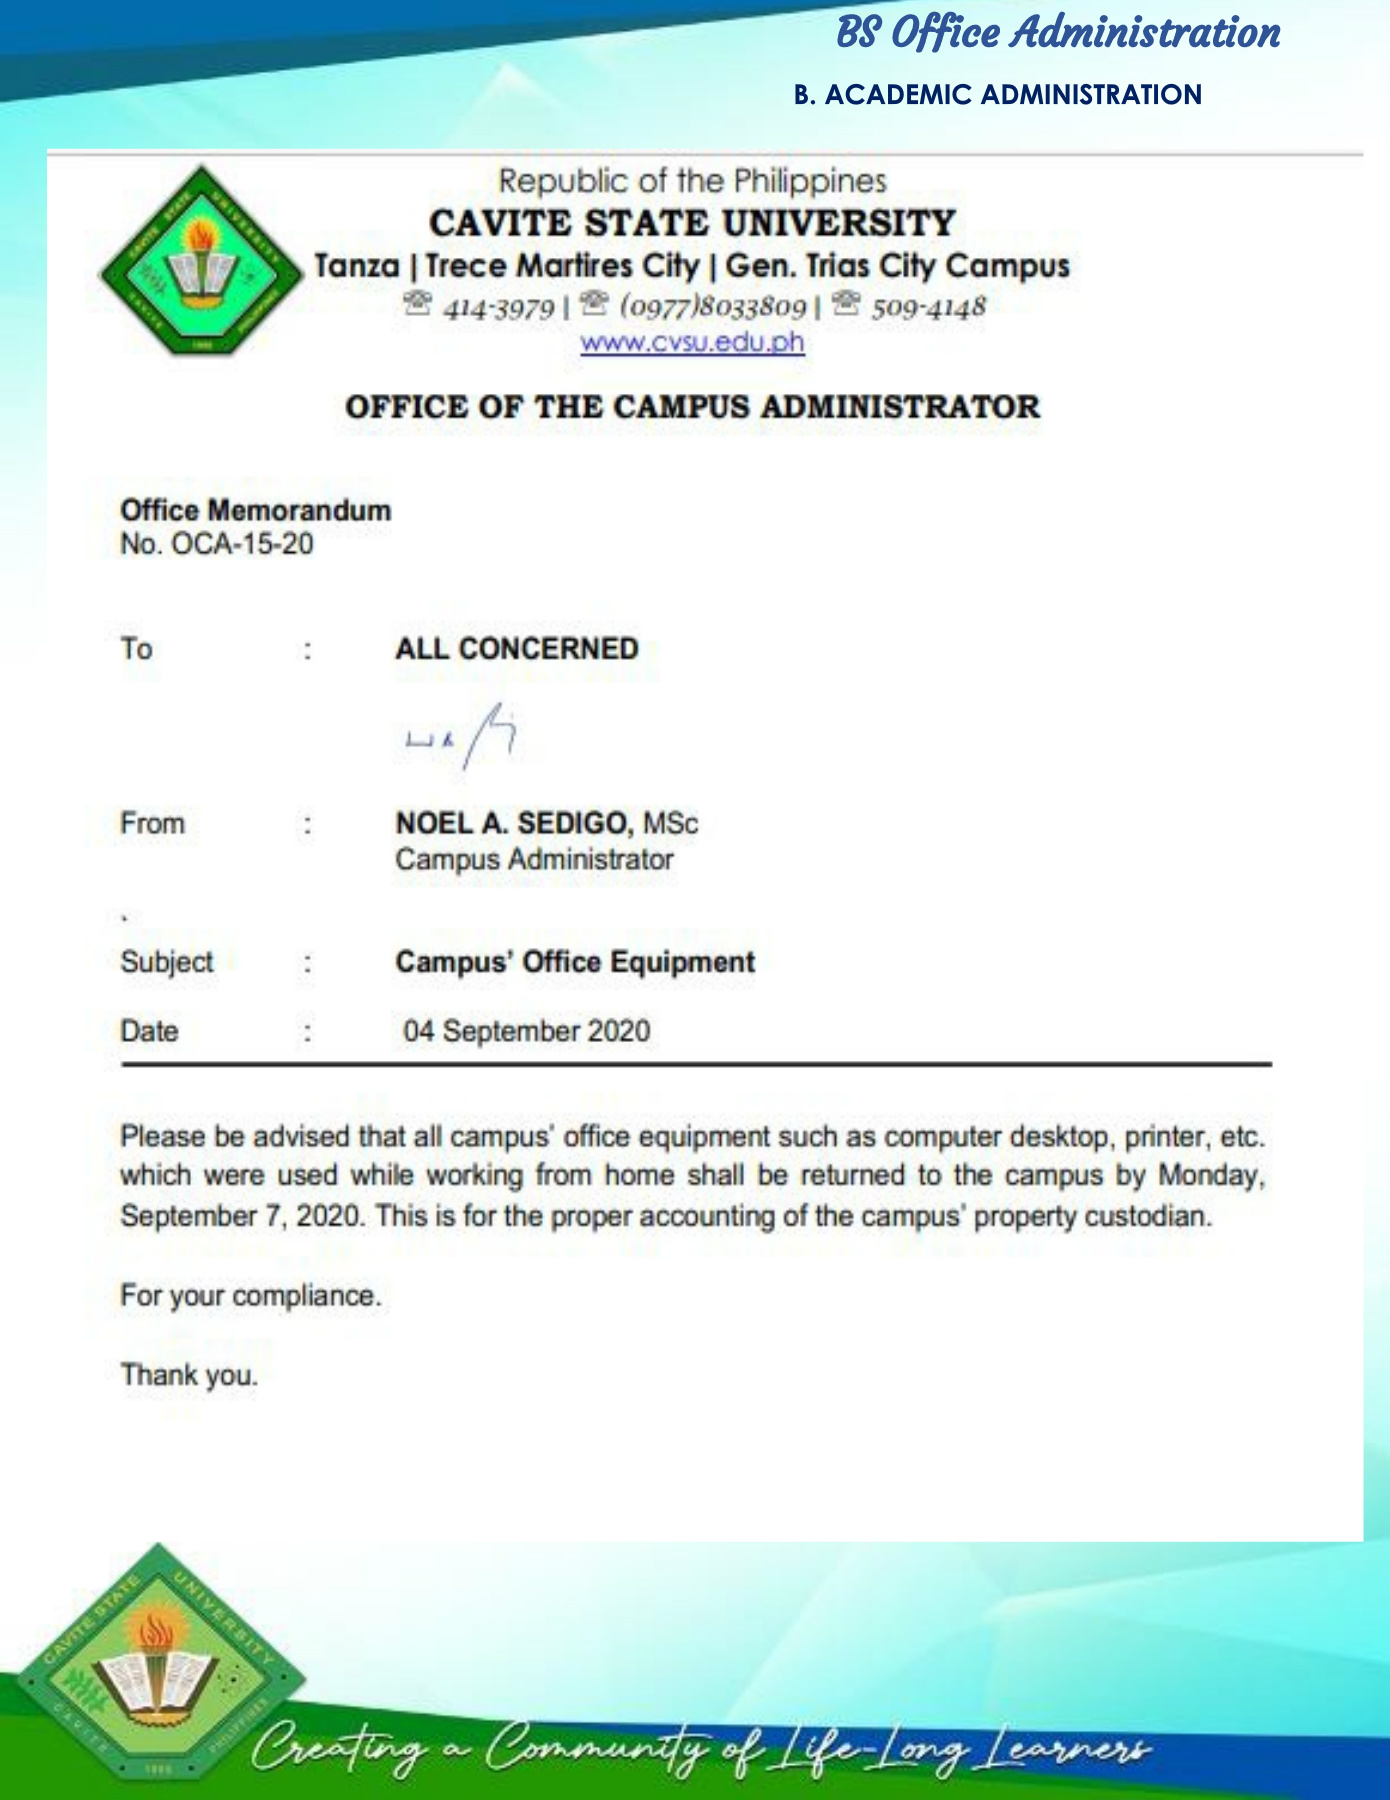 BS Office Administration
B. ACADEMIC ADMINISTRATION
Republic of the Philippines
CAVITE STATE UNIVERSITY
Tanza | Trece Martires City | Gen. Trias City Campus
☏ 414-3979 | ☏ (0977)8033809 | ☏ 509-4148
www.cvsu.edu.ph
OFFICE OF THE CAMPUS ADMINISTRATOR
Office Memorandum
No. OCA-15-20
To : ALL CONCERNED
From : NOEL A. SEDIGO, MSc
Campus Administrator
Subject : Campus' Office Equipment
Date : 04 September 2020
Please be advised that all campus' office equipment such as computer desktop, printer, etc.
which were used while working from home shall be returned to the campus by Monday,
September 7, 2020. This is for the proper accounting of the campus' property custodian.
For your compliance.
Thank you.
CAVITE STATE UNIVERSITY
CAVITE PHILIPPINES
Creating a Community of Life-Long Learners